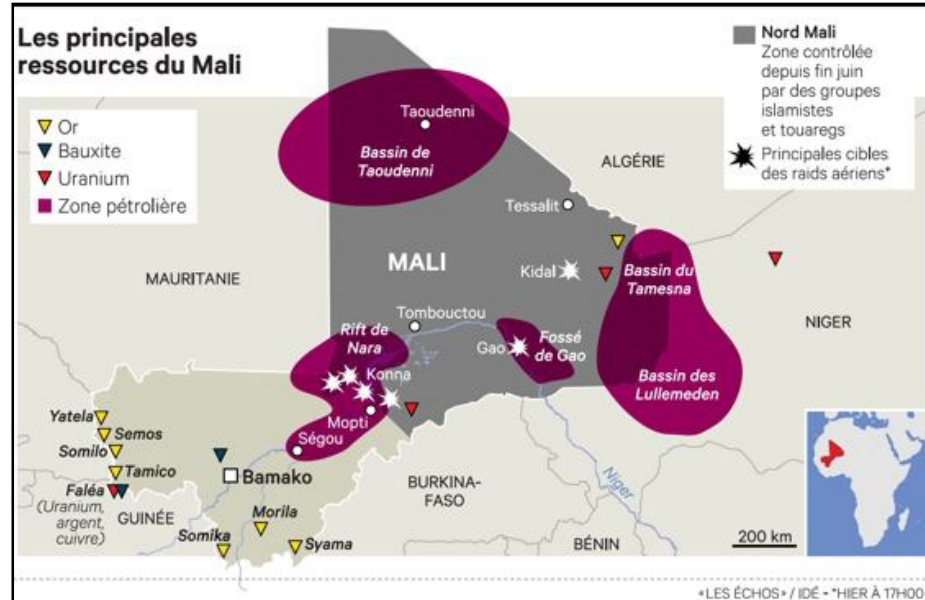 Les principales
ressources du Mali
Or
Bauxite
Uranium
Zone pétrolière
Nord Mali
Zone contrôlée
depuis fin juin
par des groupes
islamistes
et touaregs
Principales cibles
des raids aériens*
Taoudenni
Bassin de
Taoudenni
ALGÉRIE
Tessalit
MAURITANIE
MALI
Kidal
Bassin du
Tamesna
Tombouctou
NIGER
Rift de
Nara
Gao
Fossé
de Gao
Konna
Bassin des
Lullemeden
Mopti
Ségou
Yatela
Semos
Somilo
Tamico
Bamako
Faléa
(Uranium,
argent,
cuivre)
GUINÉE
BURKINA-
FASO
Niger
Morila
Somika
Syama
BÉNIN
200 km
«LES ÉCHOS» / IDÉ - *HIER À 17H00